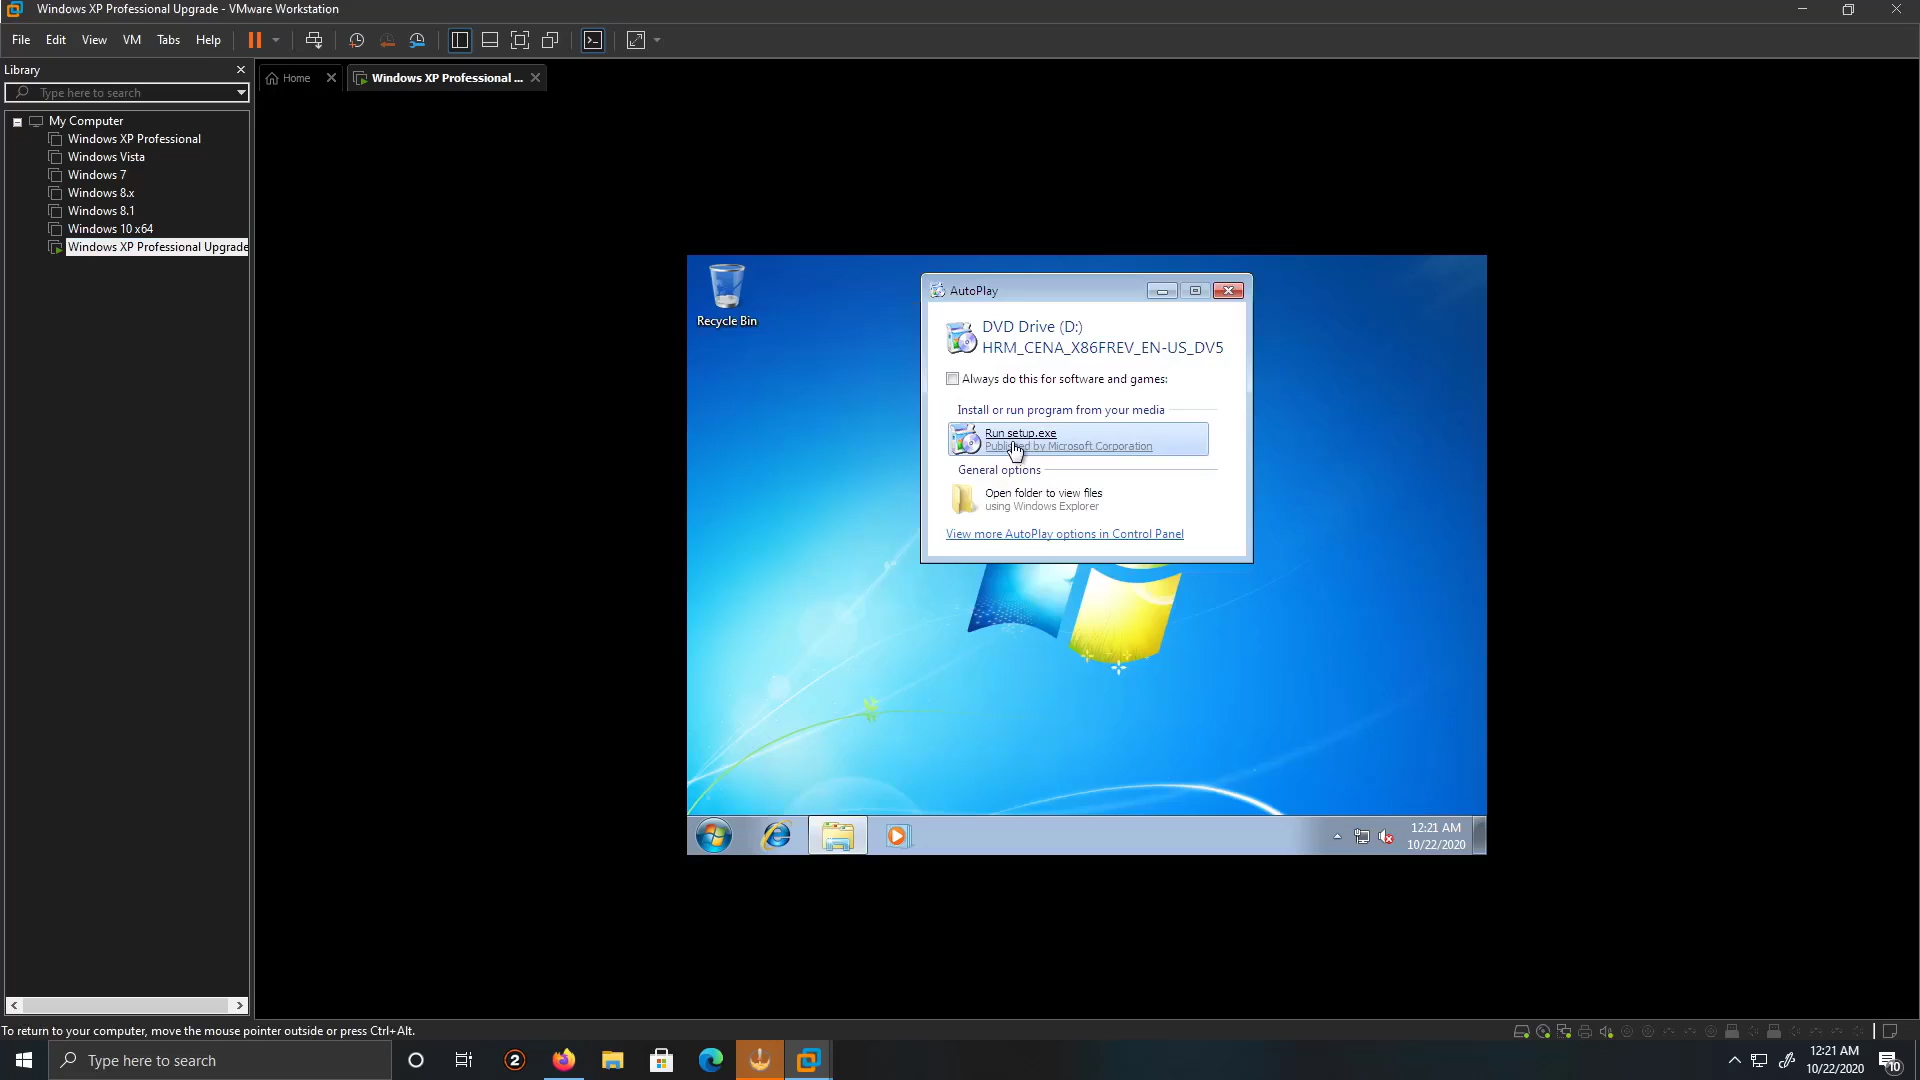 Windows XP Professional Upgrade - VMware Workstation
File Edit View VM Tabs Help
Library
Type here to search
Home
Windows XP Professional ...
My Computer
Windows XP Professional
Windows Vista
Windows 7
Windows 8.x
Windows 8.1
Windows 10 x64
Windows XP Professional Upgrade
Recycle Bin
AutoPlay
DVD Drive (D:)
HRM_CENA_X86FREV_EN-US_DV5
Always do this for software and games:
Install or run program from your media
Run setup.exe
Published by Microsoft Corporation
General options
Open folder to view files
using Windows Explorer
View more AutoPlay options in Control Panel
12:21 AM
10/22/2020
To return to your computer, move the mouse pointer outside or press Ctrl+Alt.
Type here to search
2
12:21 AM
10/22/2020
10